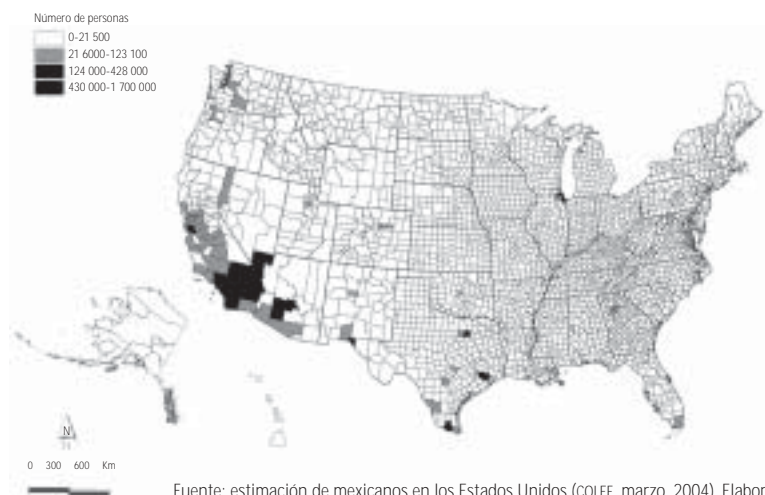 Número de personas
0-21 500
21 6000-123 100
124 000-428 000
430 000-1 700 000
N
0 300 600 Km
Fuente: estimación de mexicanos en los Estados Unidos (COLEF, marzo, 2004). Elabor